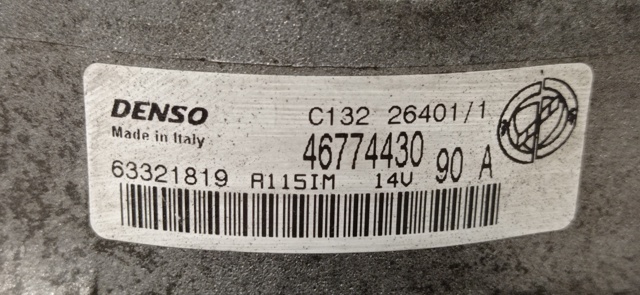 DENSO C132 26401/1
Made in Italy 46774430
63321819 A115IM 14V 90 A